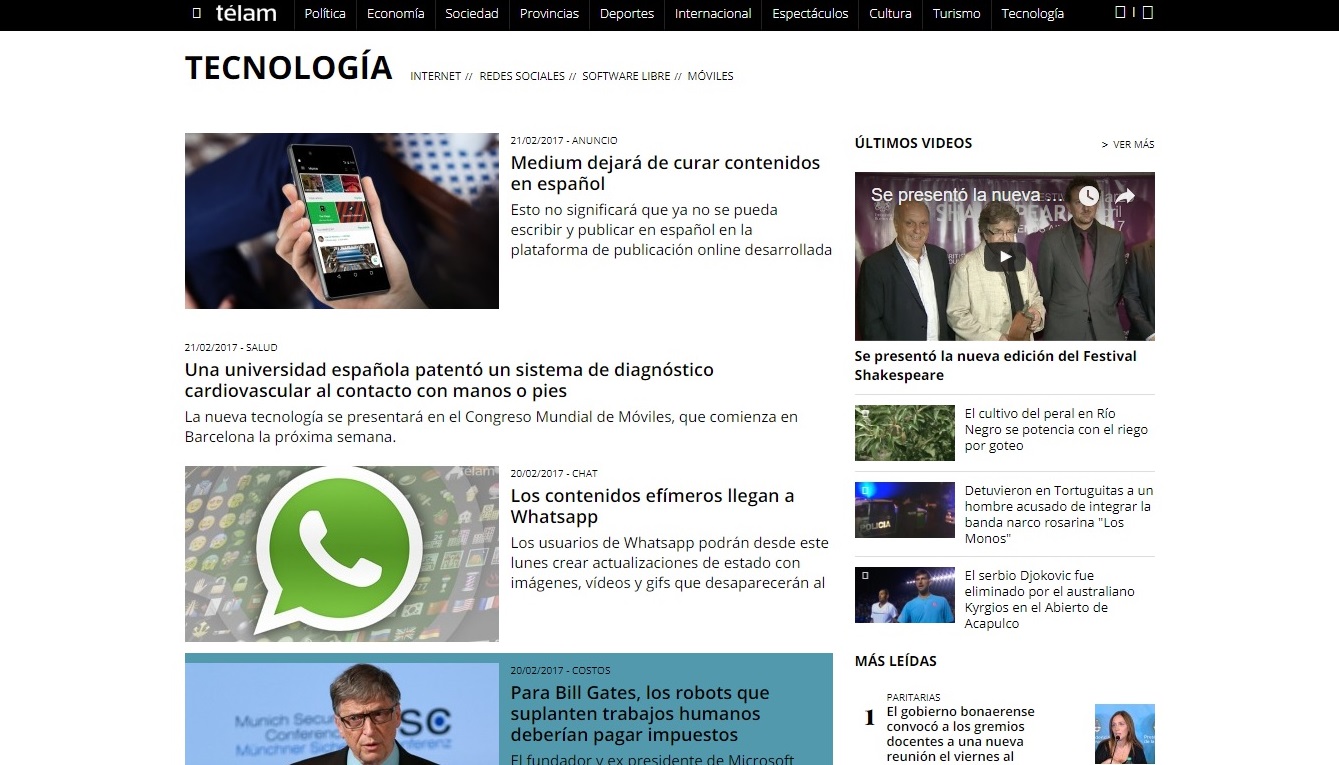 télam Política Economía Sociedad Provincias Deportes Internacional Espectáculos Cultura Turismo Tecnología
TECNOLOGÍA INTERNET // REDES SOCIALES // SOFTWARE LIBRE // MÓVILES
21/02/2017 - ANUNCIO
Medium dejará de curar contenidos
en español
Esto no significará que ya no se pueda
escribir y publicar en español en la
plataforma de publicación online desarrollada
21/02/2017 - SALUD
Una universidad española patentó un sistema de diagnóstico
cardiovascular al contacto con manos o pies
La nueva tecnología se presentará en el Congreso Mundial de Móviles, que comienza en
Barcelona la próxima semana.
télam
20/02/2017 - CHAT
Los contenidos efímeros llegan a
Whatsapp
Los usuarios de Whatsapp podrán desde este
lunes crear actualizaciones de estado con
imágenes, vídeos y gifs que desaparecerán al
Munich Secu
Conferenc
Münchner Siche
SC
onferenz
20/02/2017 - COSTOS
Para Bill Gates, los robots que
suplanten trabajos humanos
deberían pagar impuestos
El fundador y ex presidente de Microsoft
ÚLTIMOS VIDEOS > VER MÁS
Se presentó la nueva ...
SHAKESPEARE
Se presentó la nueva edición del Festival
Shakespeare
El cultivo del peral en Río
Negro se potencia con el riego
por goteo
POLICIA
Detuvieron en Tortuguitas a un
hombre acusado de integrar la
banda narco rosarina "Los
Monos"
El serbio Djokovic fue
eliminado por el australiano
Kyrgios en el Abierto de
Acapulco
MÁS LEÍDAS
1
PARITARIAS
El gobierno bonaerense
convocó a los gremios
docentes a una nueva
reunión el viernes al